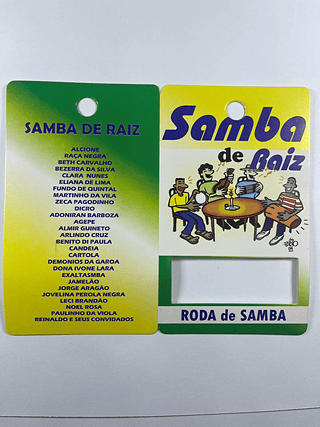 SAMBA DE RAIZ
ALCIONE
RAÇA NEGRA
BETH CARVALHO
BEZERRA DA SILVA
CLARA NUNES
ELIANA DE LIMA
FUNDO DE QUINTAL
MARTINHO DA VILA
ZECA PAGODINHO
DICRO
ADONIRAN BARBOZA
AGEPE
ALMIR GUINETO
ARLINDO CRUZ
BENITO DI PAULA
CANDEIA
CARTOLA
DEMONIOS DA GAROA
DONA IVONE LARA
EXALTASMBA
JAMELÃO
JORGE ARAGÃO
JOVELINA PEROLA NEGRA
LECI BRANDÃO
NOEL ROSA
PAULINHO DA VIOLA
REINALDO E SEUS CONVIDADOS
Samba
de Raiz
RODA de SAMBA